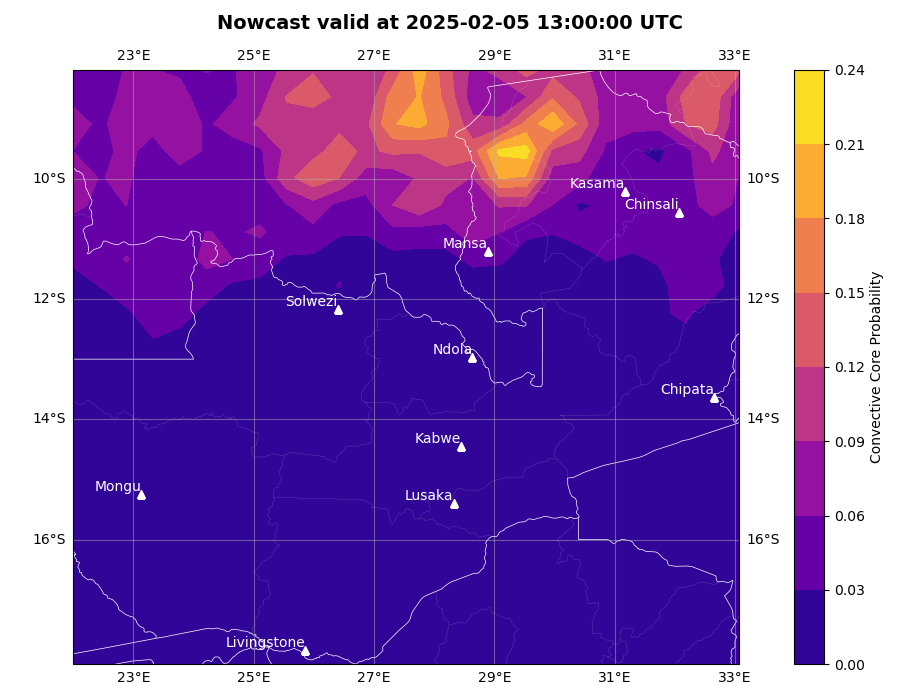 Nowcast valid at 2025-02-05 13:00:00 UTC
23°E 25°E 27°E 29°E 31°E 33°E
0.24
0.21
10°S 10°S
Kasama
Chinsali
0.18
Mansa
0.15
12°S 12°S
Solwezi
0.12
Ndola
Chipata
14°S 14°S
0.09
Kabwe
Mongu
Lusaka
0.06
16°S 16°S
0.03
Livingstone
0.00
23°E 25°E 27°E 29°E 31°E 33°E
Convective Core Probability